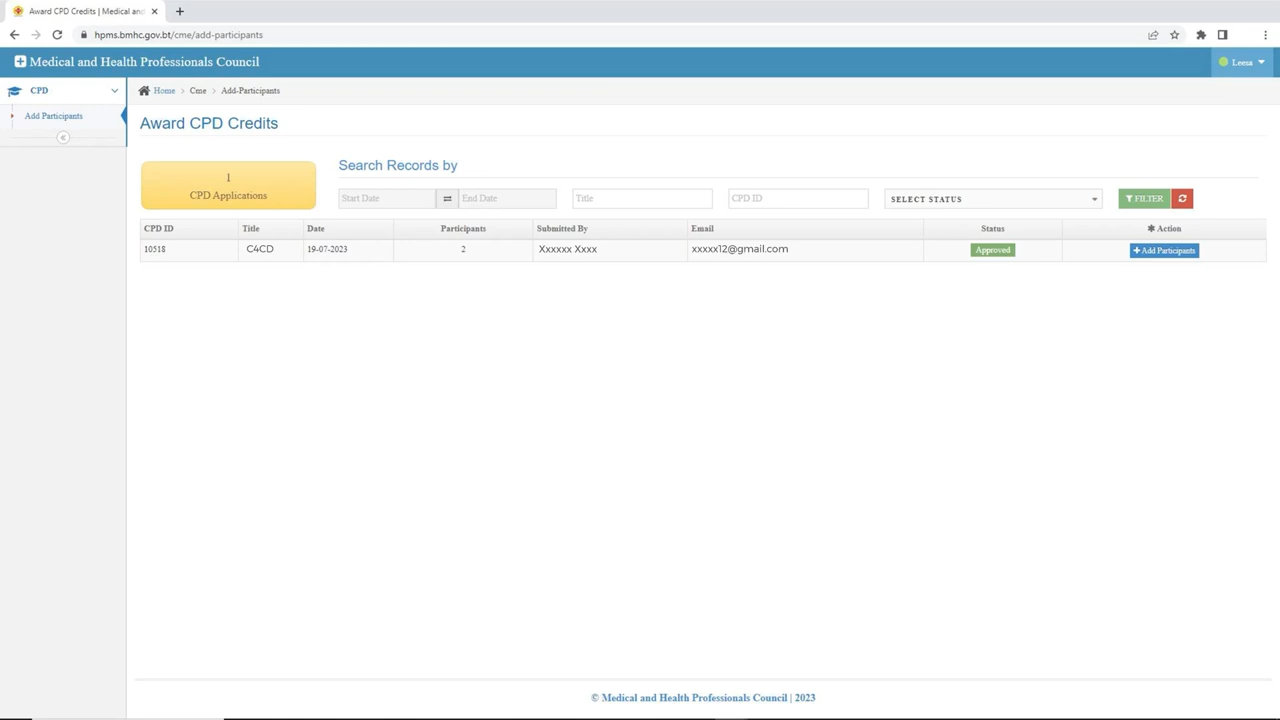 Award CPD Credits | Medical and
hpms.bmhc.gov.bt/cme/add-participants
Medical and Health Professionals Council
Leesa
CPD
Home > Cme > Add-Participants
Add Participants
Award CPD Credits
1
CPD Applications
Search Records by
Start Date End Date Title CPD ID SELECT STATUS FILTER
CPD ID Title Date Participants Submitted By Email Status Action
10518 C4CD 19-07-2023 2 Xxxxxx Xxxx xxxxx12@gmail.com Approved + Add Participants
© Medical and Health Professionals Council | 2023